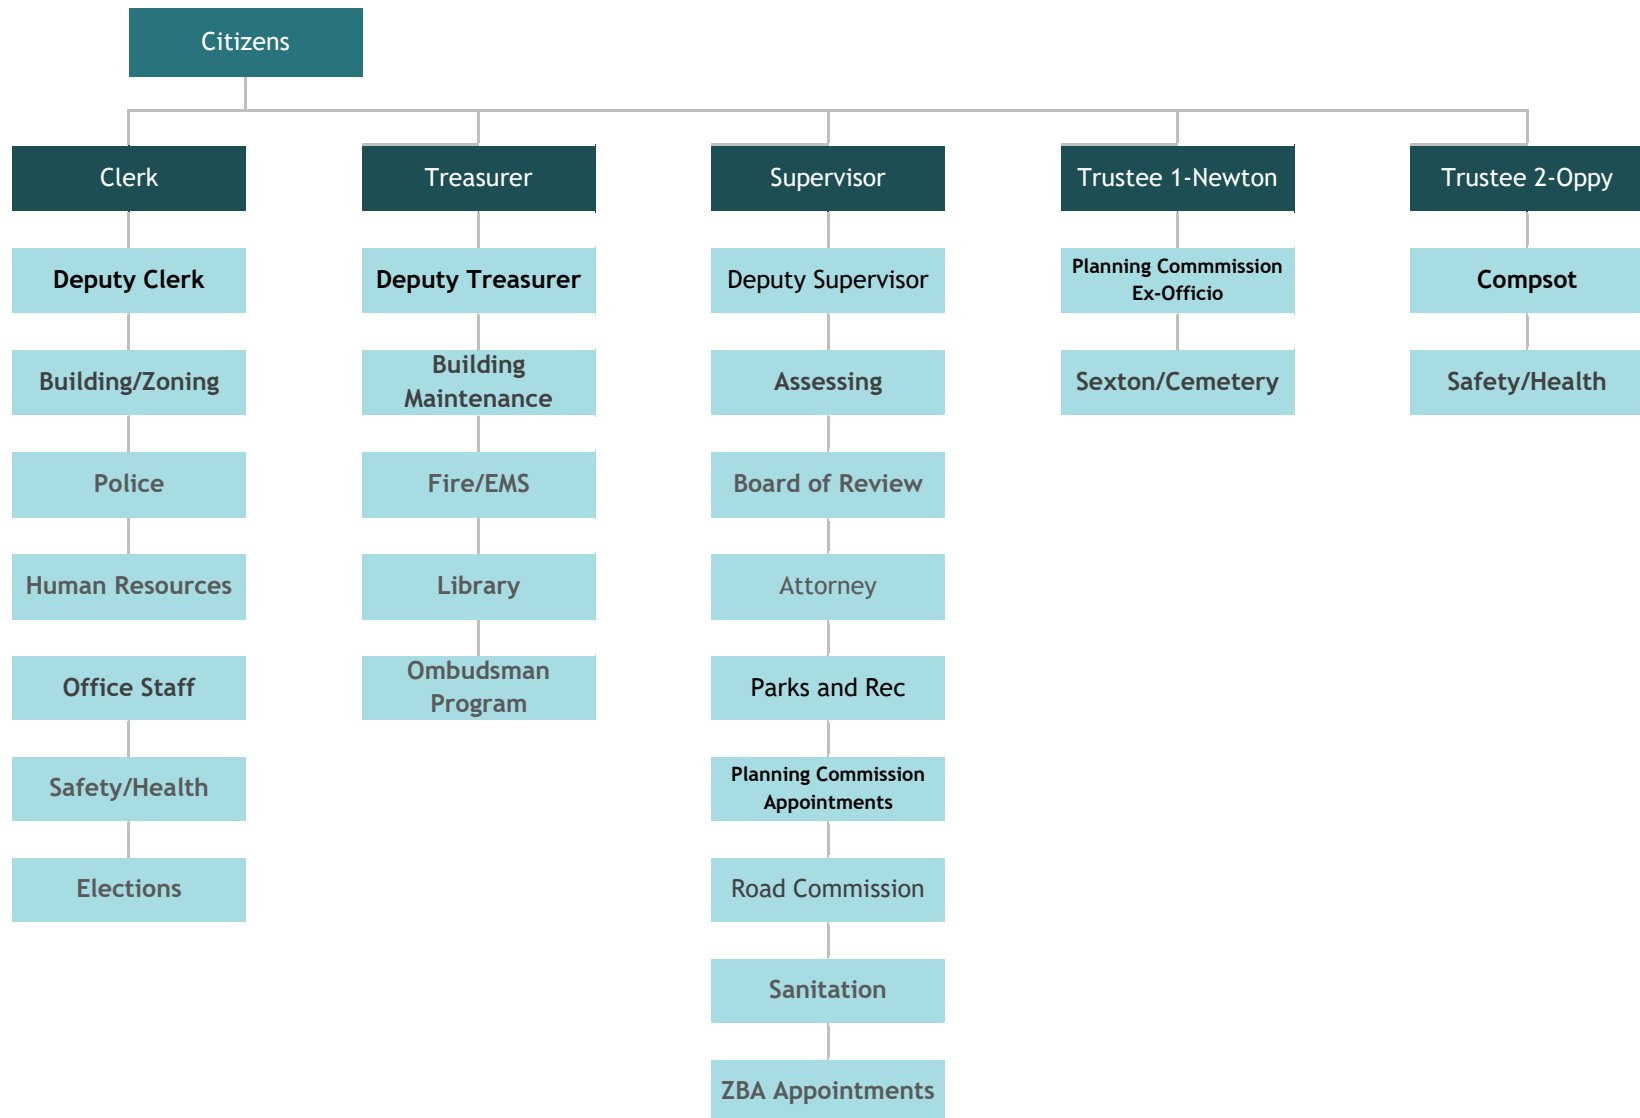 Citizens
Clerk
Treasurer
Supervisor
Trustee 1-Newton
Trustee 2-Oppy
Deputy Clerk
Deputy Treasurer
Deputy Supervisor
Planning Commmission
Ex-Officio
Compsot
Building/Zoning
Building
Maintenance
Assessing
Sexton/Cemetery
Safety/Health
Police
Fire/EMS
Board of Review
Human Resources
Library
Attorney
Office Staff
Ombudsman
Program
Parks and Rec
Safety/Health
Planning Commission
Appointments
Elections
Road Commission
Sanitation
ZBA Appointments